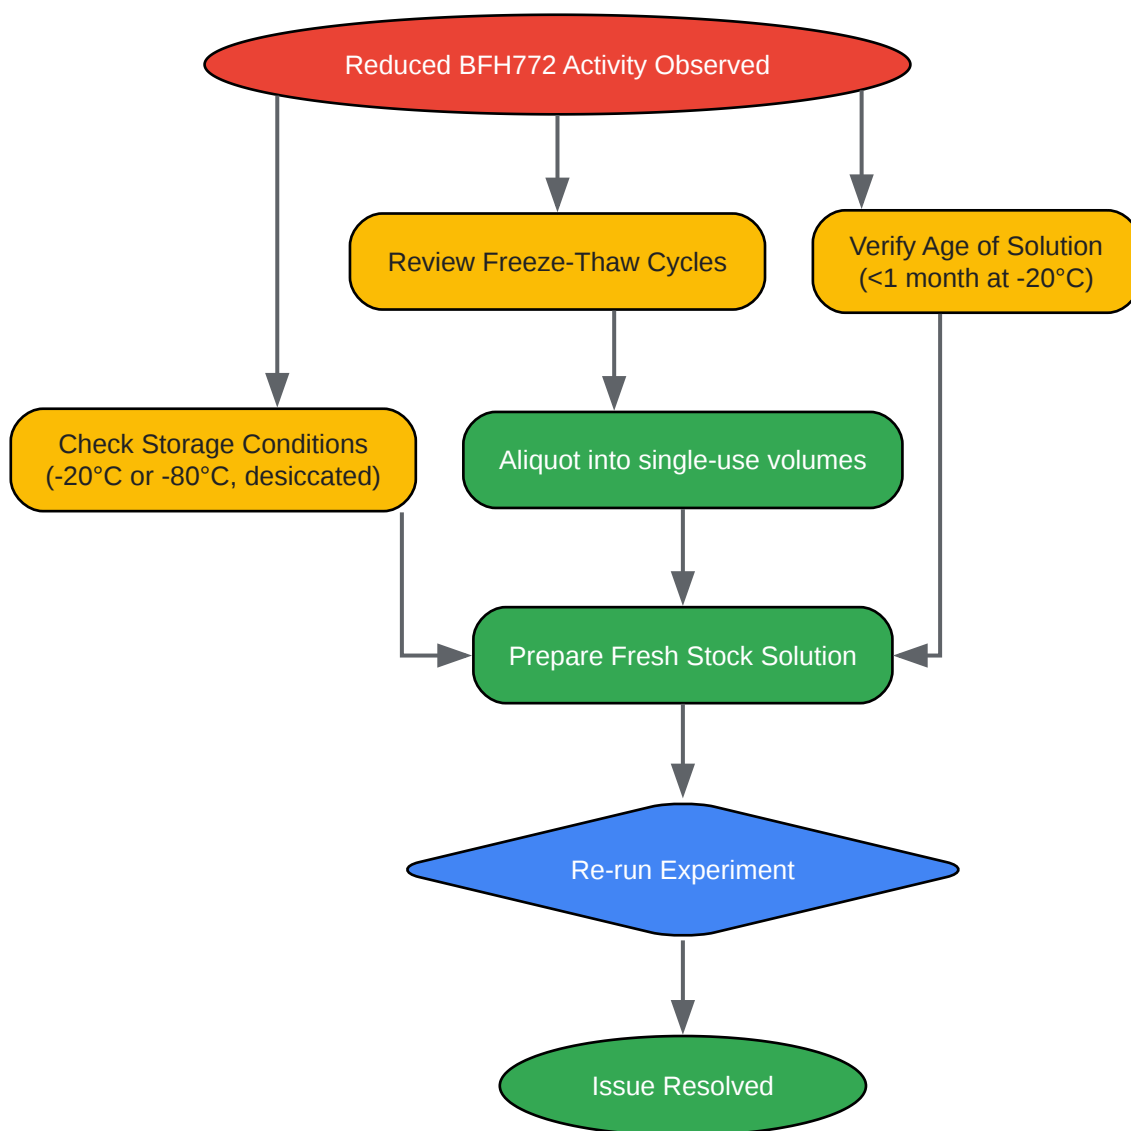 Reduced BFH772 Activity Observed
Review Freeze-Thaw Cycles
Verify Age of Solution
(<1 month at -20°C)
Check Storage Conditions
(-20°C or -80°C, desiccated)
Aliquot into single-use volumes
Prepare Fresh Stock Solution
Re-run Experiment
Issue Resolved